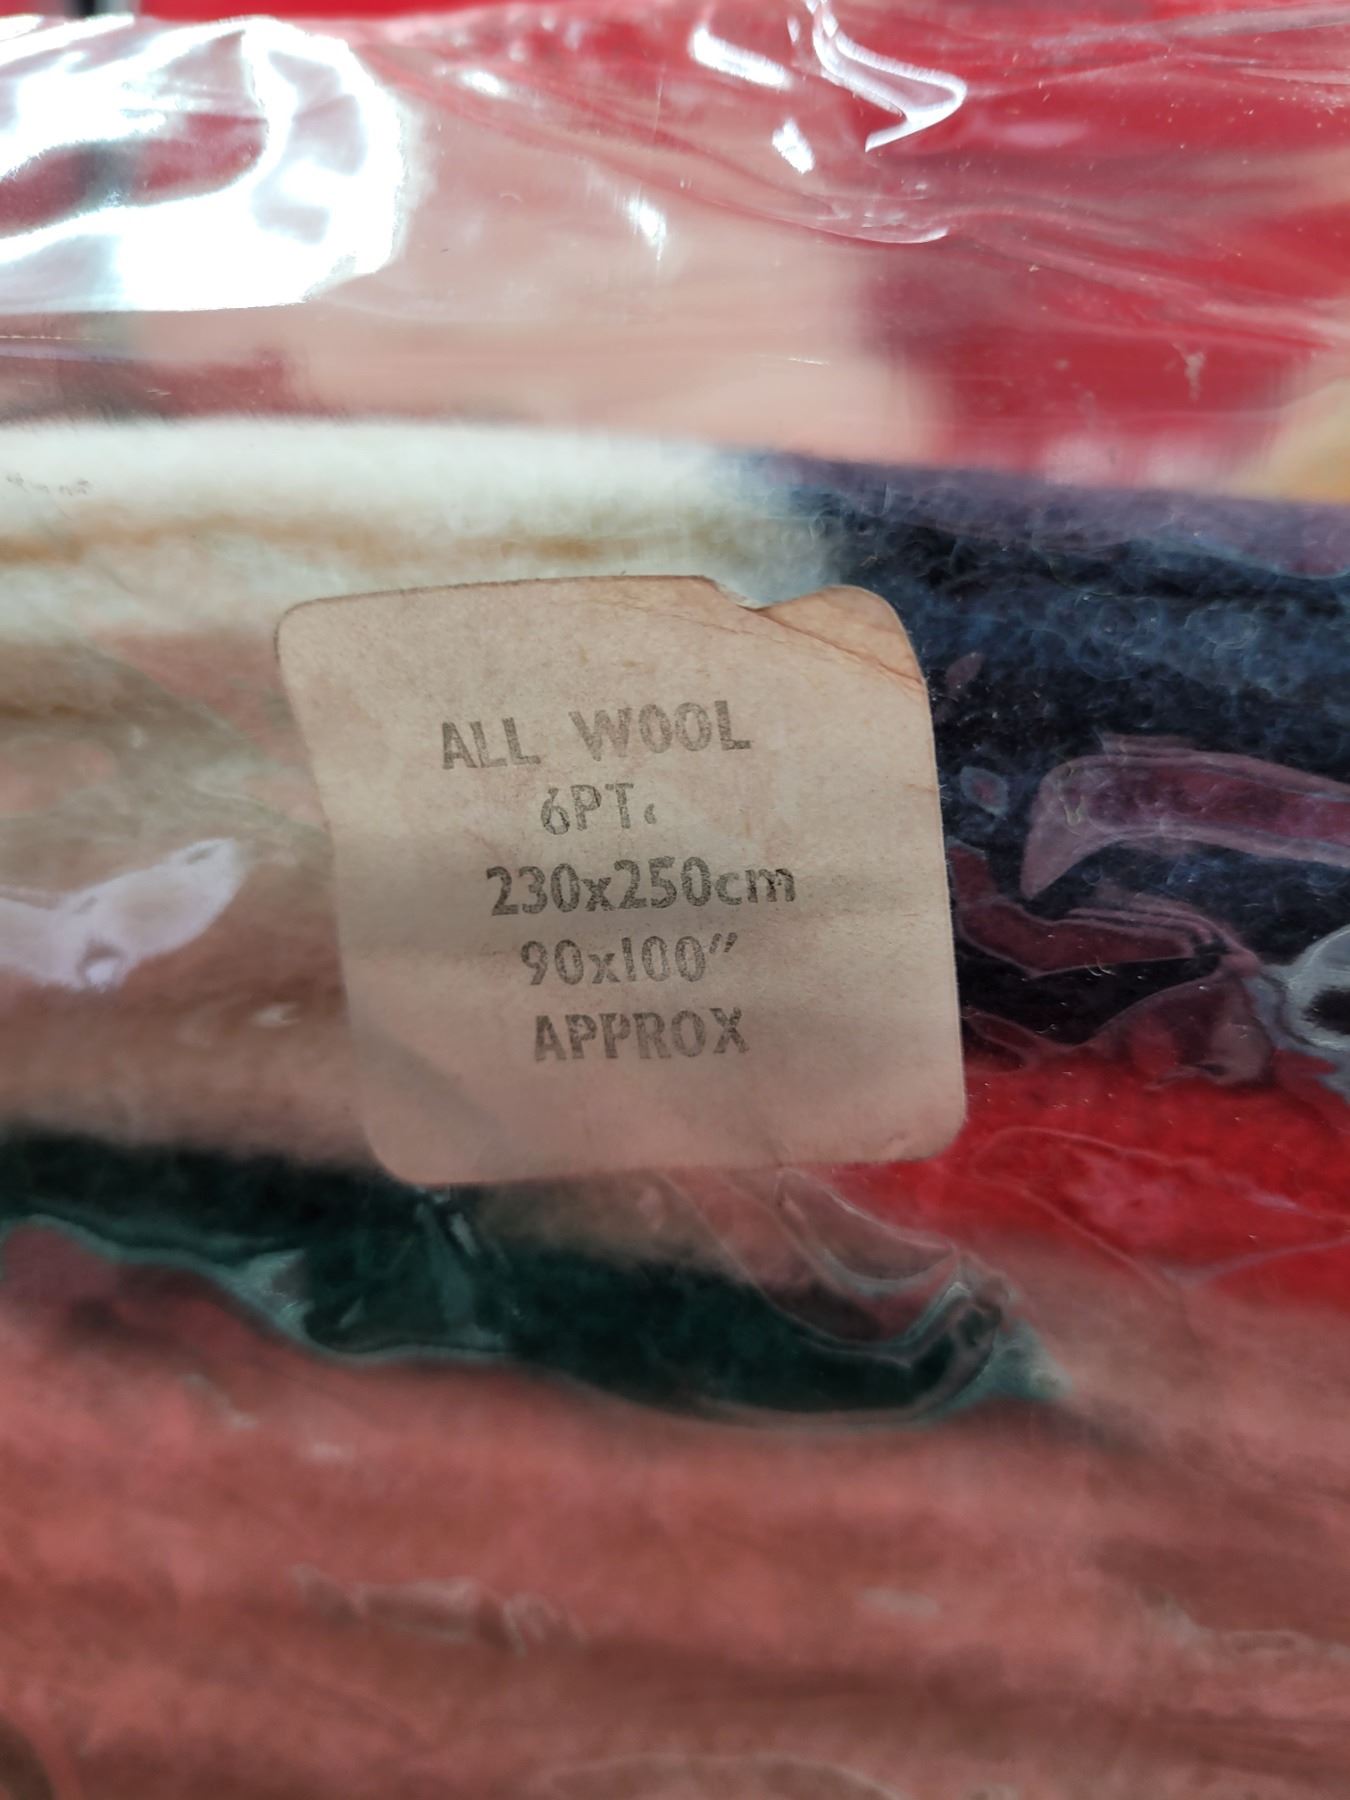 ALL WOOL
6PT.
230x250cm
90x100"
APPROX